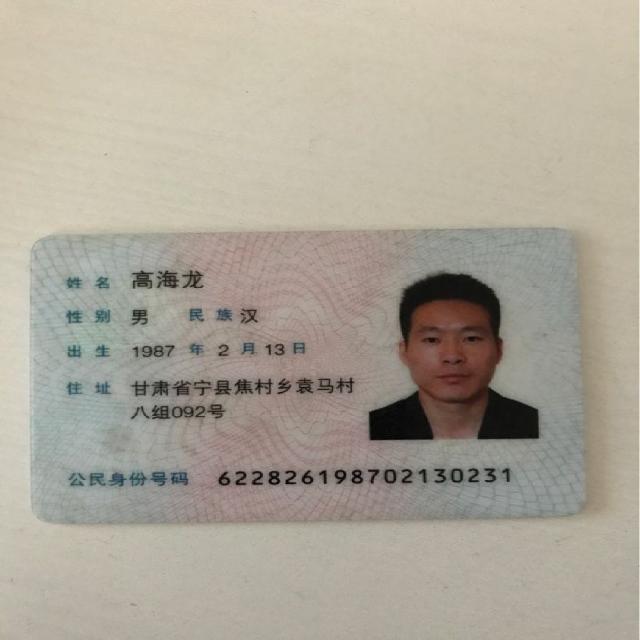 姓名 高海龙
性别 男 民族 汉
出生 1987 年 2 月 13 日
住址 甘肃省宁县焦村乡袁马村
八组092号
公民身份号码 622826198702130231